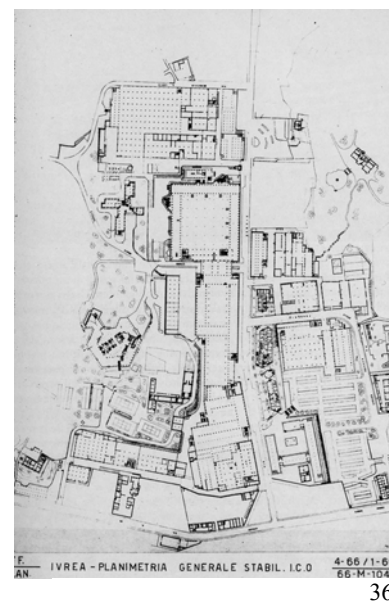 F. IVREA - PLANIMETRIA GENERALE STABIL. I.C.O 4-66/1-6
AN. 66-M-104
36